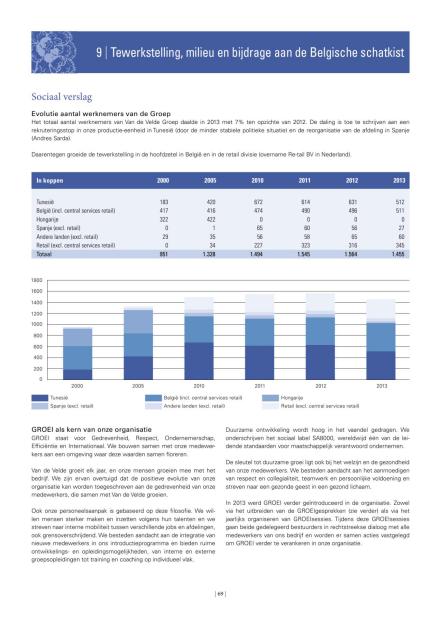 9 | Tewerkstelling, milieu en bijdrage aan de Belgische schatkist
Sociaal verslag
Evolutie aantal werknemers van de Groep
Het totaal aantal werknemers van Van de Velde Groep daalde in 2013 met 7% ten opzichte van 2012. De daling is toe te schrijven aan een
rekruteringsstop in onze productie-eenheid in Tunesië (door de minder stabiele politieke situatie) en de reorganisatie van de afdeling in Spanje
(Andres Sarda).
Daarentegen groeide de tewerkstelling in de hoofdzetel in België en in de retail divisie (overname Re-tail BV in Nederland).
In koppen 2000 2005 2010 2011 2012 2013
Tunesië 183 420 672 614 631 512
België (incl. central services retail) 417 416 474 490 496 511
Hongarije 322 422 0 0 0 0
Spanje (excl. retail) 0 1 65 60 56 27
Andere landen (excl. retail) 29 35 56 58 65 60
Retail (excl. central services retail) 0 34 227 323 316 345
Totaal 951 1.328 1.494 1.545 1.564 1.455
1800
1600
1400
1200
1000
800
600
400
200
0
2000 2005 2010 2011 2012 2013
Tunesië België (incl. central services retail) Hongarije
Spanje (excl. retail) Andere landen (excl. retail) Retail (excl. central services retail)
GROEI als kern van onze organisatie
GROEI staat voor Gedrevenheid, Respect, Ondernemerschap,
Efficiëntie en Internationaal. We bouwen samen met onze medewer-
kers aan een omgeving waar deze waarden samen floreren.
Van de Velde groeit elk jaar, en onze mensen groeien mee met het
bedrijf. We zijn ervan overtuigd dat de positieve evolutie van onze
organisatie kan worden toegeschreven aan de gedrevenheid van onze
medewerkers, die samen met Van de Velde groeien.
Ook onze personeelsaanpak is gebaseerd op deze filosofie. We wil-
len mensen sterker maken en inzetten volgens hun talenten en we
streven naar interne mobiliteit tussen verschillende jobs en afdelingen,
ook grensoverschrijdend. We besteden aandacht aan de integratie van
nieuwe medewerkers in ons introductieprogramma en bieden ruime
ontwikkelings- en opleidingsmogelijkheden, van interne en externe
groepsopleidingen tot training en coaching op individueel vlak.
Duurzame ontwikkeling wordt hoog in het vaandel gedragen. We
onderschrijven het sociaal label SA8000, wereldwijd één van de lei-
dende standaarden voor maatschappelijk verantwoord ondernemen.
De sleutel tot duurzame groei ligt ook bij het welzijn en de gezondheid
van onze medewerkers. We besteden aandacht aan het aanmoedigen
van respect en collegialiteit, teamwerk en persoonlijke voldoening en
streven naar een gezonde geest in een gezond lichaam.
In 2013 werd GROEI verder geïntroduceerd in de organisatie. Zowel
via het uitbreiden van de GROEIgesprekken (zie verder) als via het
jaarlijks organiseren van GROEIsessies. Tijdens deze GROEIsessies
gaan beide gedelegeerd bestuurders in rechtstreekse dialoog met alle
medewerkers van ons bedrijf en worden er samen acties vastgelegd
om GROEI verder te verankeren in onze organisatie.
| 69 |